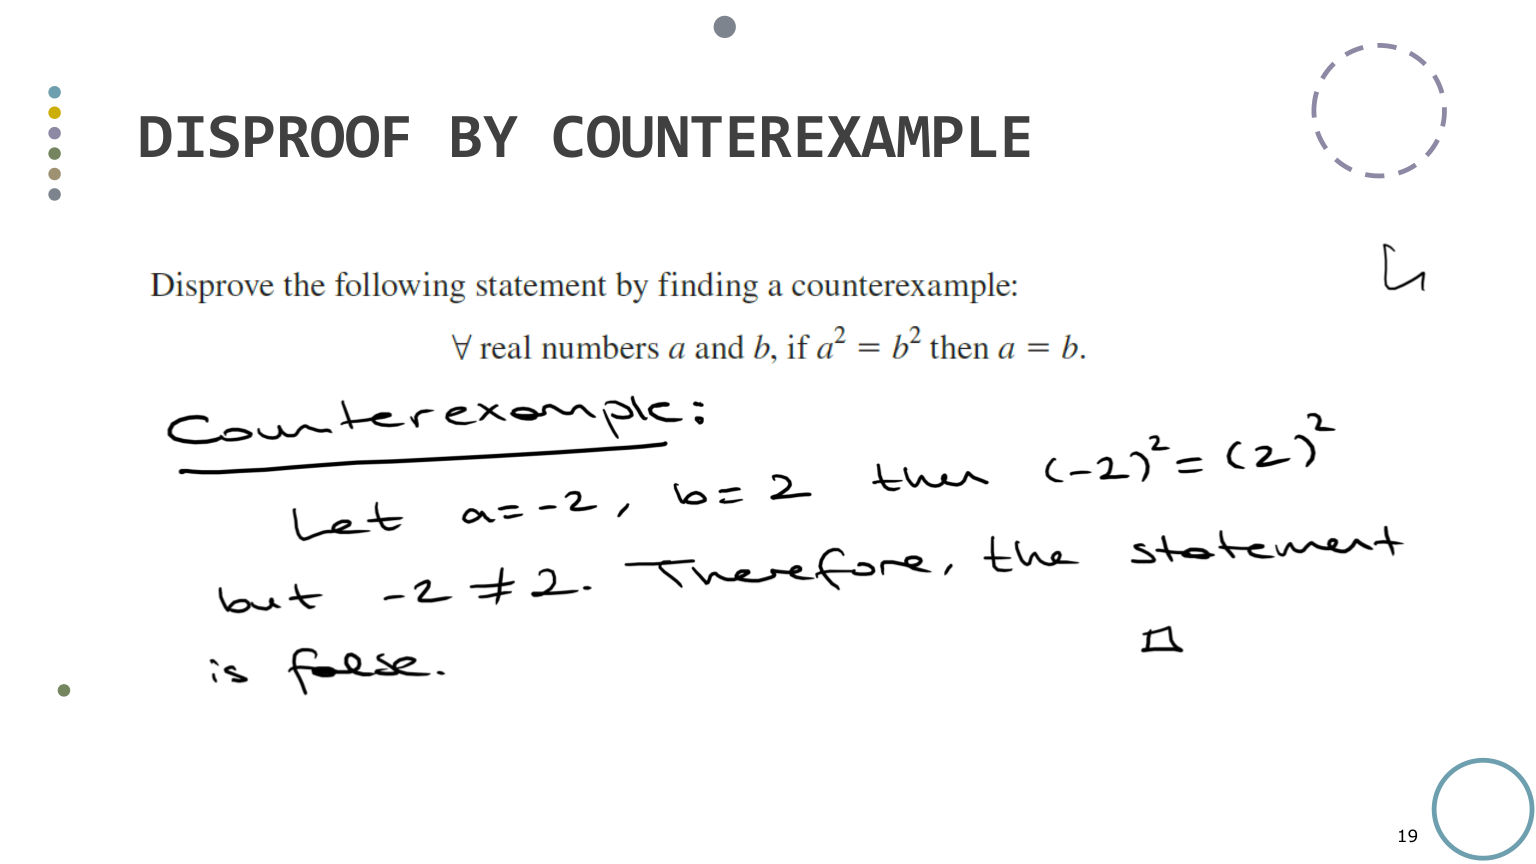 DISPROOF BY COUNTEREXAMPLE
Disprove the following statement by finding a counterexample:
∀ real numbers a and b, if a² = b² then a = b.
Counterexample:
Let a=-2, b=2 then (-2)²=(2)²
but -2≠2. Therefore, the statement
is false.
19